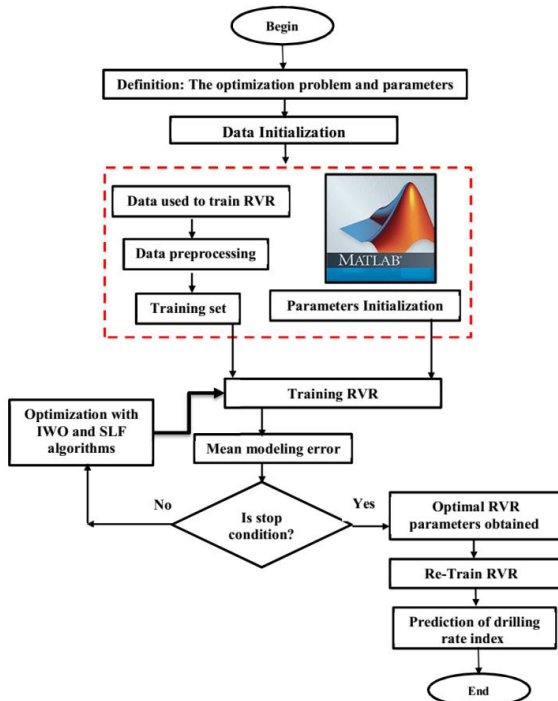 Begin
Definition: The optimization problem and parameters
Data Initialization
Data used to train RVR
Data preprocessing
Training set
MATLAB®
Parameters Initialization
Training RVR
Optimization with
IWO and SLF
algorithms
Mean modeling error
No
Is stop
condition?
Yes
Optimal RVR
parameters obtained
Re-Train RVR
Prediction of drilling
rate index
End